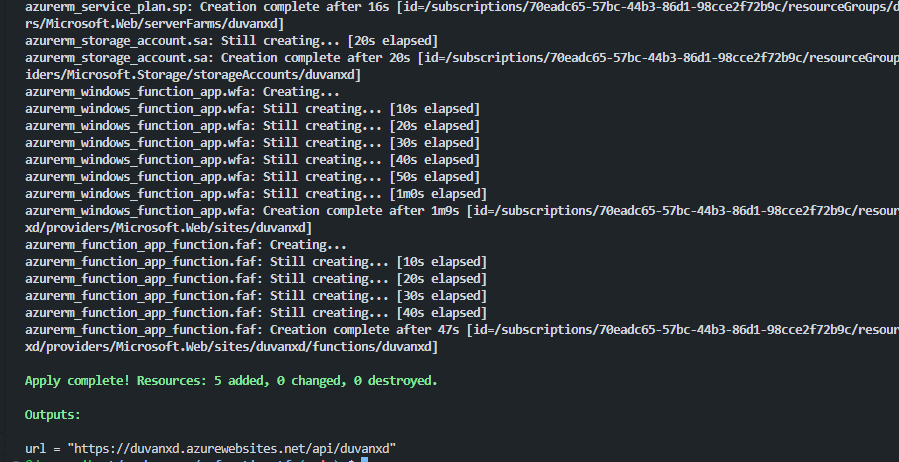 azurerm_service_plan.sp: Creation complete after 16s [id=/subscriptions/70eadc65-57bc-44b3-86d1-98cce2f72b9c/resourceGroups/d
rs/Microsoft.Web/serverFarms/duvanxd]
azurerm_storage_account.sa: Still creating... [20s elapsed]
azurerm_storage_account.sa: Creation complete after 20s [id=/subscriptions/70eadc65-57bc-44b3-86d1-98cce2f72b9c/resourceGroup
iders/Microsoft.Storage/storageAccounts/duvanxd]
azurerm_windows_function_app.wfa: Creating...
azurerm_windows_function_app.wfa: Still creating... [10s elapsed]
azurerm_windows_function_app.wfa: Still creating... [20s elapsed]
azurerm_windows_function_app.wfa: Still creating... [30s elapsed]
azurerm_windows_function_app.wfa: Still creating... [40s elapsed]
azurerm_windows_function_app.wfa: Still creating... [50s elapsed]
azurerm_windows_function_app.wfa: Still creating... [1m0s elapsed]
azurerm_windows_function_app.wfa: Creation complete after 1m9s [id=/subscriptions/70eadc65-57bc-44b3-86d1-98cce2f72b9c/resour
xd/providers/Microsoft.Web/sites/duvanxd]
azurerm_function_app_function.faf: Creating...
azurerm_function_app_function.faf: Still creating... [10s elapsed]
azurerm_function_app_function.faf: Still creating... [20s elapsed]
azurerm_function_app_function.faf: Still creating... [30s elapsed]
azurerm_function_app_function.faf: Still creating... [40s elapsed]
azurerm_function_app_function.faf: Creation complete after 47s [id=/subscriptions/70eadc65-57bc-44b3-86d1-98cce2f72b9c/resour
xd/providers/Microsoft.Web/sites/duvanxd/functions/duvanxd]
Apply complete! Resources: 5 added, 0 changed, 0 destroyed.
Outputs:
url = "https://duvanxd.azurewebsites.net/api/duvanxd"